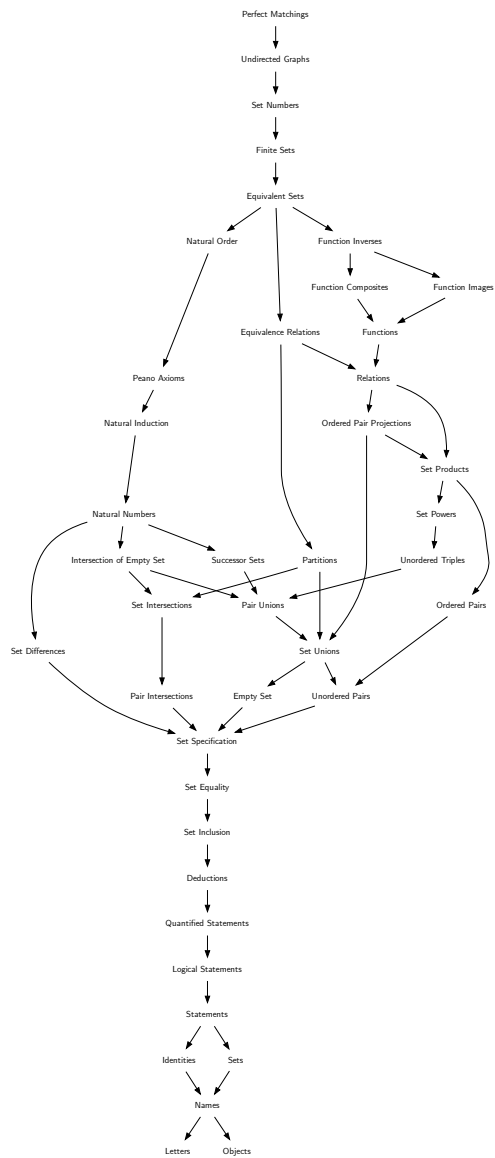 Perfect Matchings
Undirected Graphs
Set Numbers
Finite Sets
Equivalent Sets
Natural Order
Function Inverses
Function Composites
Function Images
Equivalence Relations
Functions
Peano Axioms
Relations
Natural Induction
Ordered Pair Projections
Set Products
Natural Numbers
Set Powers
Intersection of Empty Set
Successor Sets
Partitions
Unordered Triples
Set Intersections
Pair Unions
Ordered Pairs
Set Differences
Set Unions
Pair Intersections
Empty Set
Unordered Pairs
Set Specification
Set Equality
Set Inclusion
Deductions
Quantified Statements
Logical Statements
Statements
Identities
Sets
Names
Letters
Objects